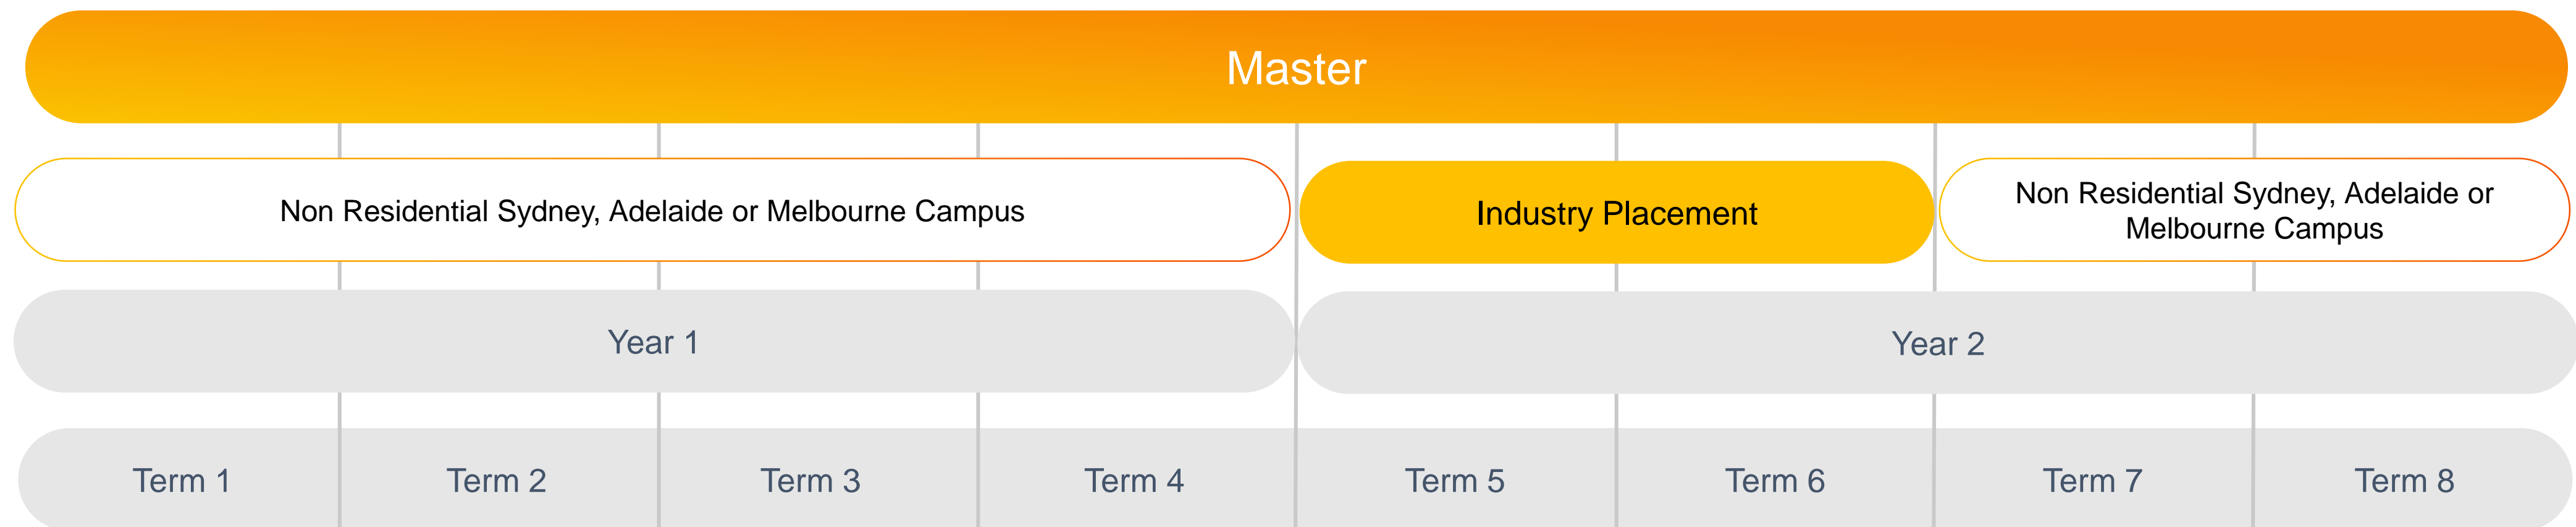 Master
Non Residential Sydney, Adelaide or Melbourne Campus
Industry Placement
Non Residential Sydney, Adelaide or
Melbourne Campus
Year 1
Year 2
Term 1
Term 2
Term 3
Term 4
Term 5
Term 6
Term 7
Term 8